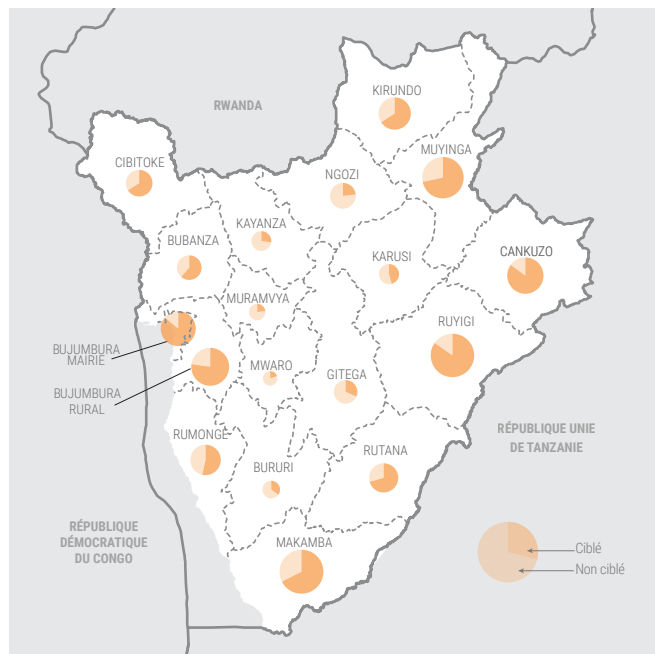 KIRUNDO
RWANDA
MUYINGA
CIBITOKE
NGOZI
KAYANZA
BUBANZA
KARUSI
CANKUZO
MURAMVYA
RUYIGI
BUJUMBURA
MAIRIE
MWARO
GITEGA
BUJUMBURA
RURAL
RUMONGE
RÉPUBLIQUE UNIE
DE TANZANIE
RUTANA
BURURI
RÉPUBLIQUE
DÉMOCRATIQUE
DU CONGO
MAKAMBA
Ciblé
Non ciblé